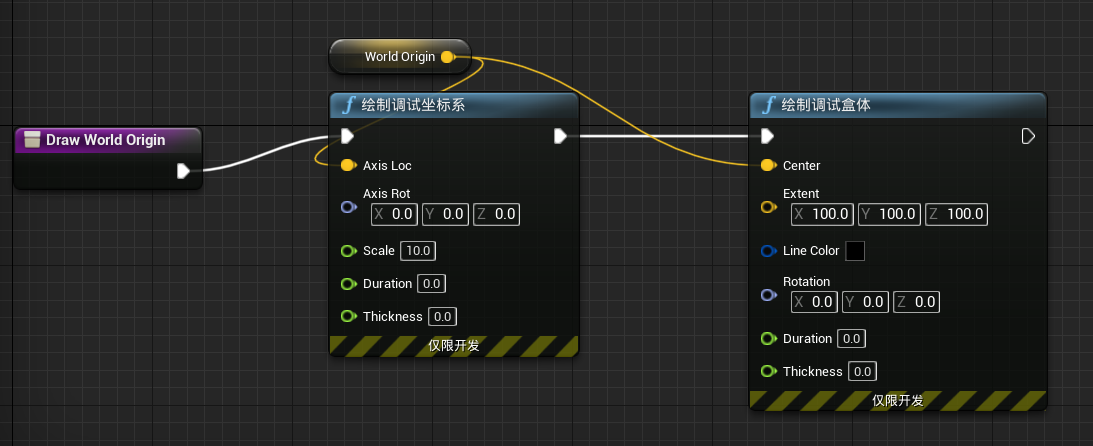 World Origin
Draw World Origin
f 绘制调试坐标系
Axis Loc
Axis Rot
X 0.0 Y 0.0 Z 0.0
Scale 10.0
Duration 0.0
Thickness 0.0
仅限开发
f 绘制调试盒体
Center
Extent
X 100.0 Y 100.0 Z 100.0
Line Color
Rotation
X 0.0 Y 0.0 Z 0.0
Duration 0.0
Thickness 0.0
仅限开发